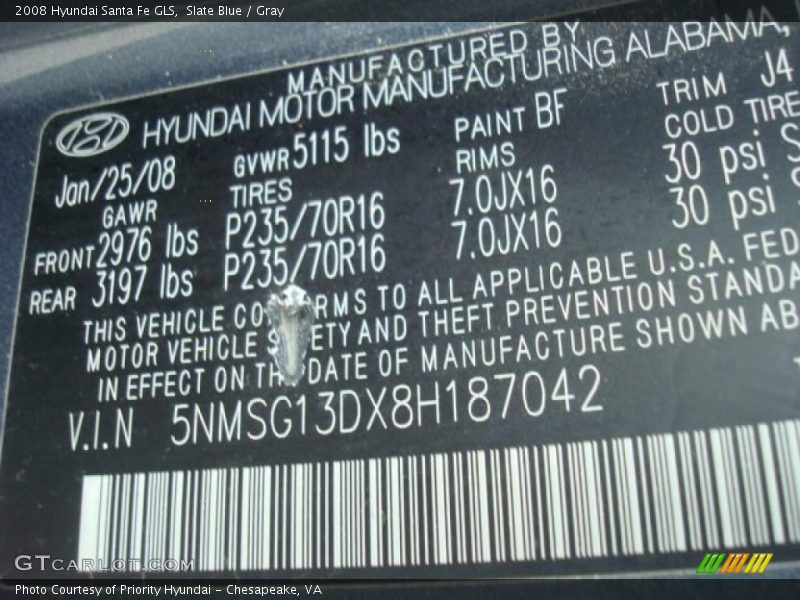 2008 Hyundai Santa Fe GLS, Slate Blue / Gray
MANUFACTURED BY
HYUNDAI MOTOR MANUFACTURING ALABAMA,
Jan/25/08 GVWR 5115 lbs PAINT BF TRIM J4
GAWR TIRES RIMS COLD TIRE
FRONT 2976 lbs P235/70R16 7.0JX16 30 psi S
REAR 3197 lbs P235/70R16 7.0JX16 30 psi S
THIS VEHICLE CO RMS TO ALL APPLICABLE U.S.A. FED
MOTOR VEHICLE S ETY AND THEFT PREVENTION STANDA
IN EFFECT ON TH DATE OF MANUFACTURE SHOWN AB
V.I.N 5NMSG13DX8H187042
GTCARLOT.COM
Photo Courtesy of Priority Hyundai - Chesapeake, VA